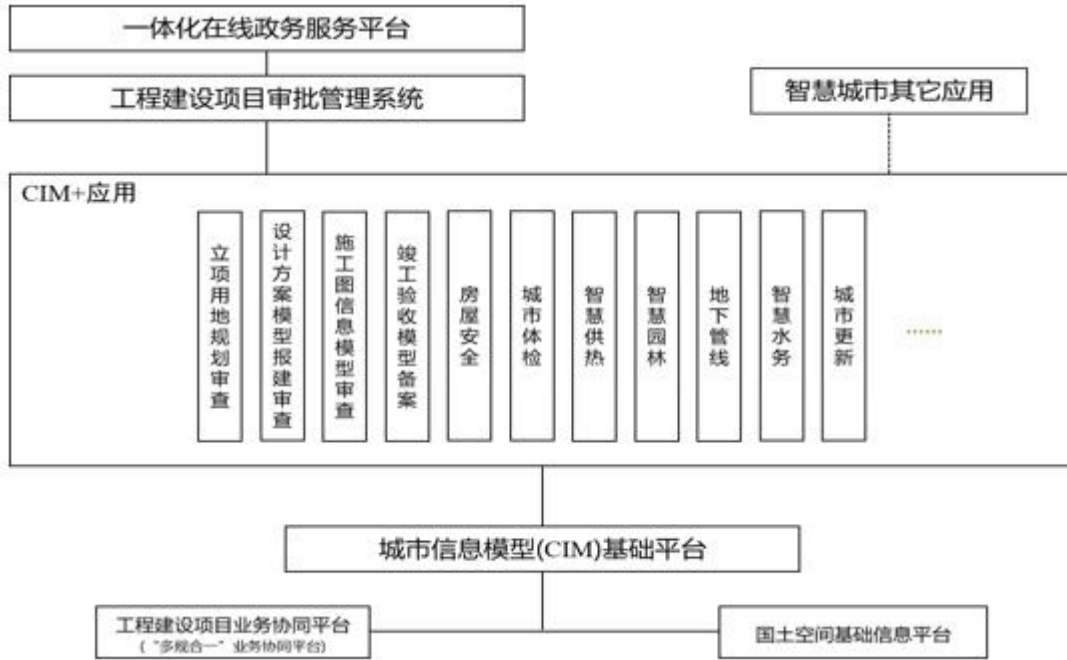 一体化在线政务服务平台
工程建设项目审批管理系统
智慧城市其它应用
CIM+应用
立项用地规划审查
设计方案模型报建审查
施工图信息模型审查
竣工验收模型备案
房屋安全
城市体检
智慧供热
智慧园林
地下管线
智慧水务
城市更新
......
城市信息模型(CIM)基础平台
工程建设项目业务协同平台
(“多规合一”业务协同平台)
国土空间基础信息平台